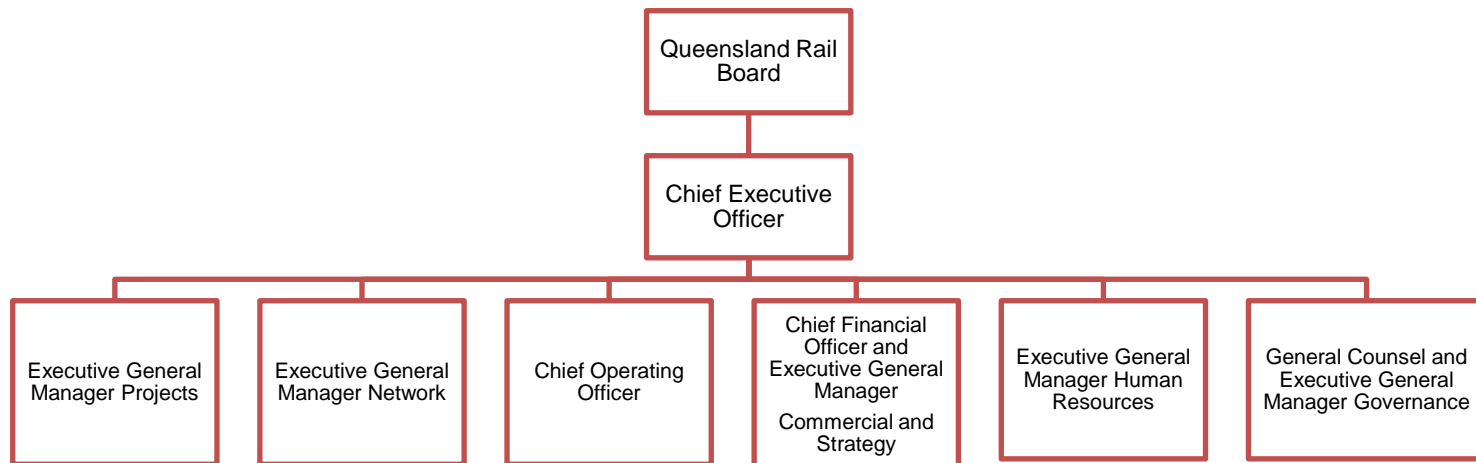 Queensland Rail
Board
Chief Executive
Officer
Executive General
Manager Projects
Executive General
Manager Network
Chief Operating
Officer
Chief Financial
Officer and
Executive General
Manager
Commercial and
Strategy
Executive General
Manager Human
Resources
General Counsel and
Executive General
Manager Governance